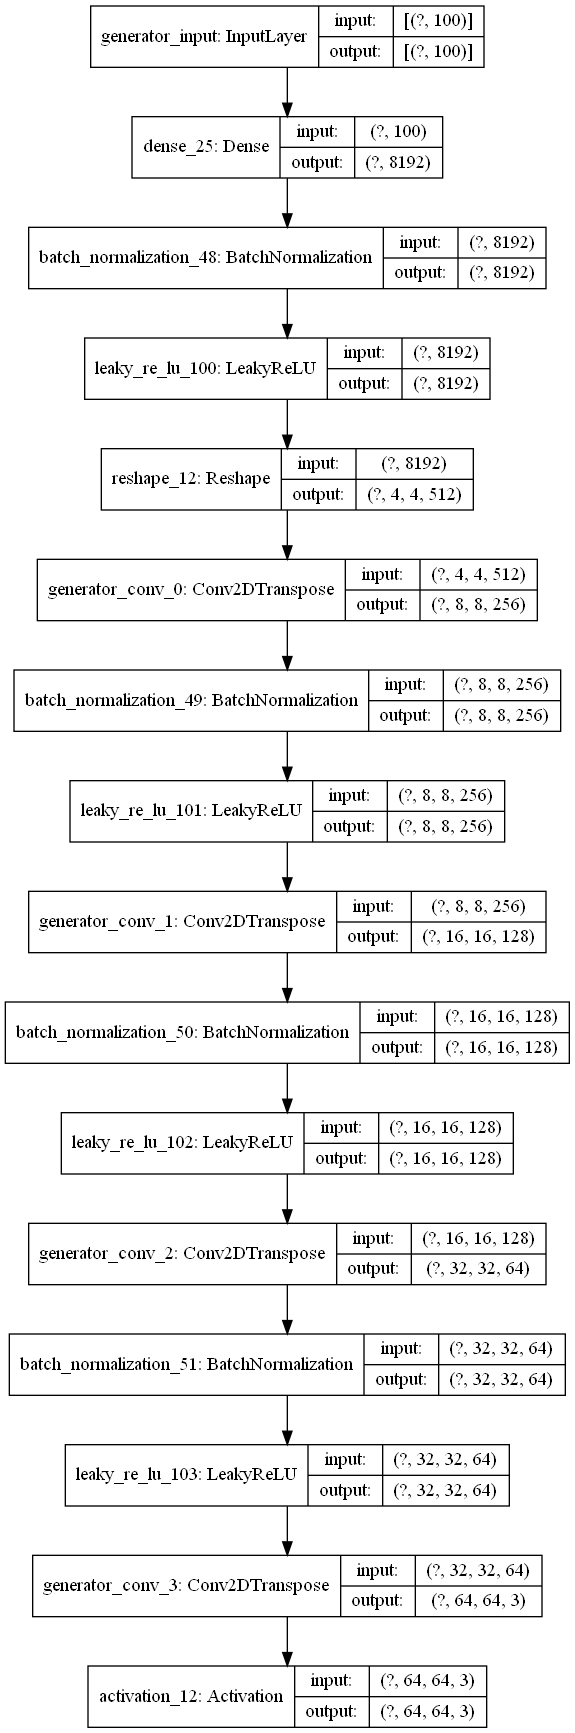 generator_input: InputLayer
input: [(?, 100)]
output: [(?, 100)]
dense_25: Dense
input: (?, 100)
output: (?, 8192)
batch_normalization_48: BatchNormalization
input: (?, 8192)
output: (?, 8192)
leaky_re_lu_100: LeakyReLU
input: (?, 8192)
output: (?, 8192)
reshape_12: Reshape
input: (?, 8192)
output: (?, 4, 4, 512)
generator_conv_0: Conv2DTranspose
input: (?, 4, 4, 512)
output: (?, 8, 8, 256)
batch_normalization_49: BatchNormalization
input: (?, 8, 8, 256)
output: (?, 8, 8, 256)
leaky_re_lu_101: LeakyReLU
input: (?, 8, 8, 256)
output: (?, 8, 8, 256)
generator_conv_1: Conv2DTranspose
input: (?, 8, 8, 256)
output: (?, 16, 16, 128)
batch_normalization_50: BatchNormalization
input: (?, 16, 16, 128)
output: (?, 16, 16, 128)
leaky_re_lu_102: LeakyReLU
input: (?, 16, 16, 128)
output: (?, 16, 16, 128)
generator_conv_2: Conv2DTranspose
input: (?, 16, 16, 128)
output: (?, 32, 32, 64)
batch_normalization_51: BatchNormalization
input: (?, 32, 32, 64)
output: (?, 32, 32, 64)
leaky_re_lu_103: LeakyReLU
input: (?, 32, 32, 64)
output: (?, 32, 32, 64)
generator_conv_3: Conv2DTranspose
input: (?, 32, 32, 64)
output: (?, 64, 64, 3)
activation_12: Activation
input: (?, 64, 64, 3)
output: (?, 64, 64, 3)